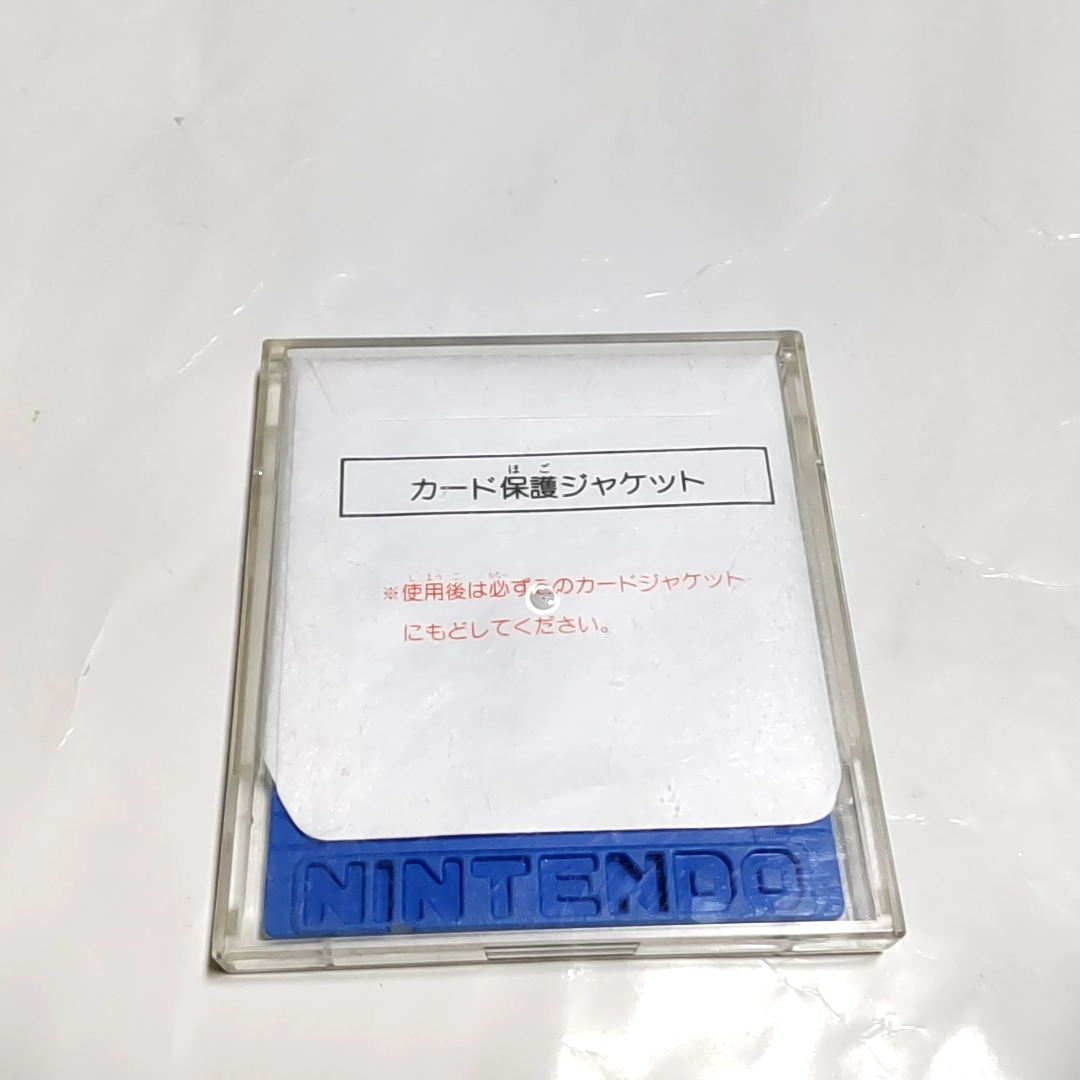 カード保護ジャケット
※使用後は必ずこのカードジャケット
にもどしてください。
NINTENDO